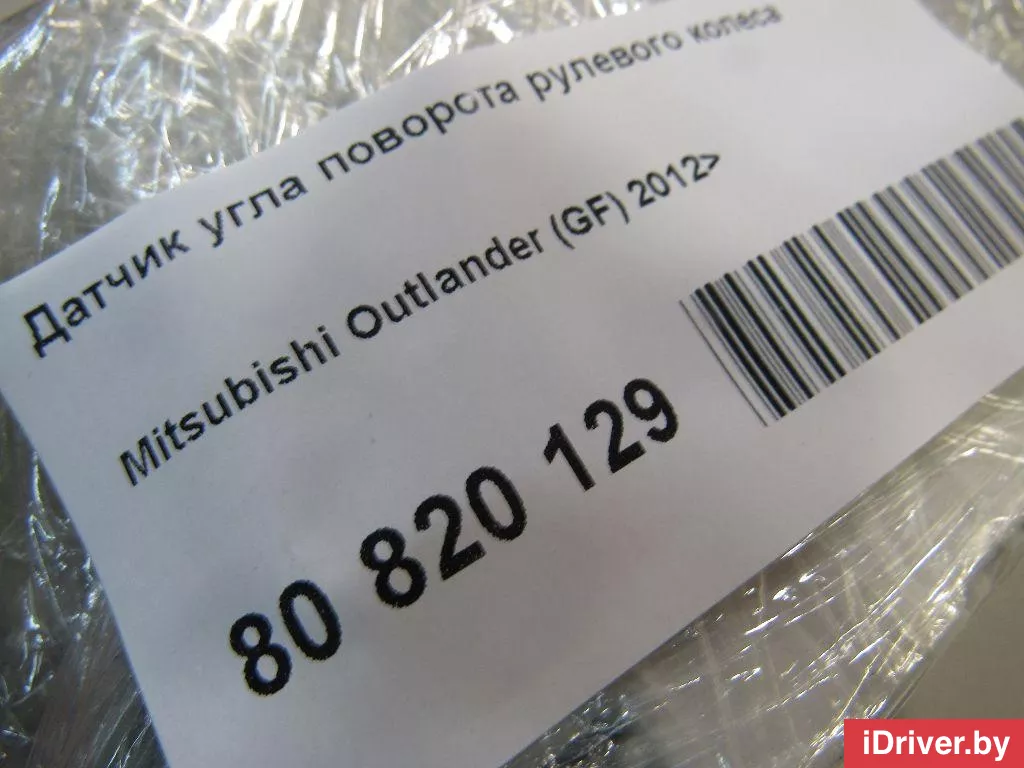 Датчик угла поворота рулевого колеса
Mitsubishi Outlander (GF) 2012>
80 820 129
iDriver.by